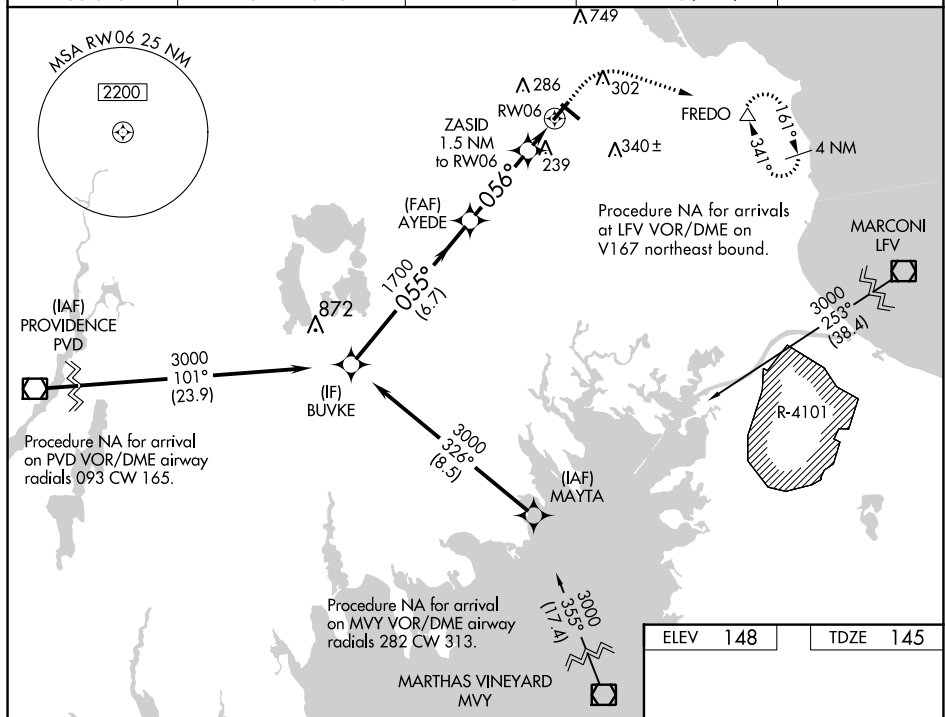 749
MSA RW06 25 NM
2200
286
302
RW06
FREDO
161°
341°
4 NM
ZASID
1.5 NM
to RW06
239
340±
056°
(FAF)
AYEDE
Procedure NA for arrivals
at LFV VOR/DME on
V167 northeast bound.
MARCONI
LFV
1700
055°
(6.7)
872
3000
253°
(38.4)
(IAF)
PROVIDENCE
PVD
3000
101°
(23.9)
(IF)
BUVKE
R-4101
Procedure NA for arrival
on PVD VOR/DME airway
radials 093 CW 165.
3000
326°
(8.5)
(IAF)
MAYTA
Procedure NA for arrival
on MVY VOR/DME airway
radials 282 CW 313.
3000
355°
(17.4)
MARTHAS VINEYARD
MVY
ELEV 148
TDZE 145